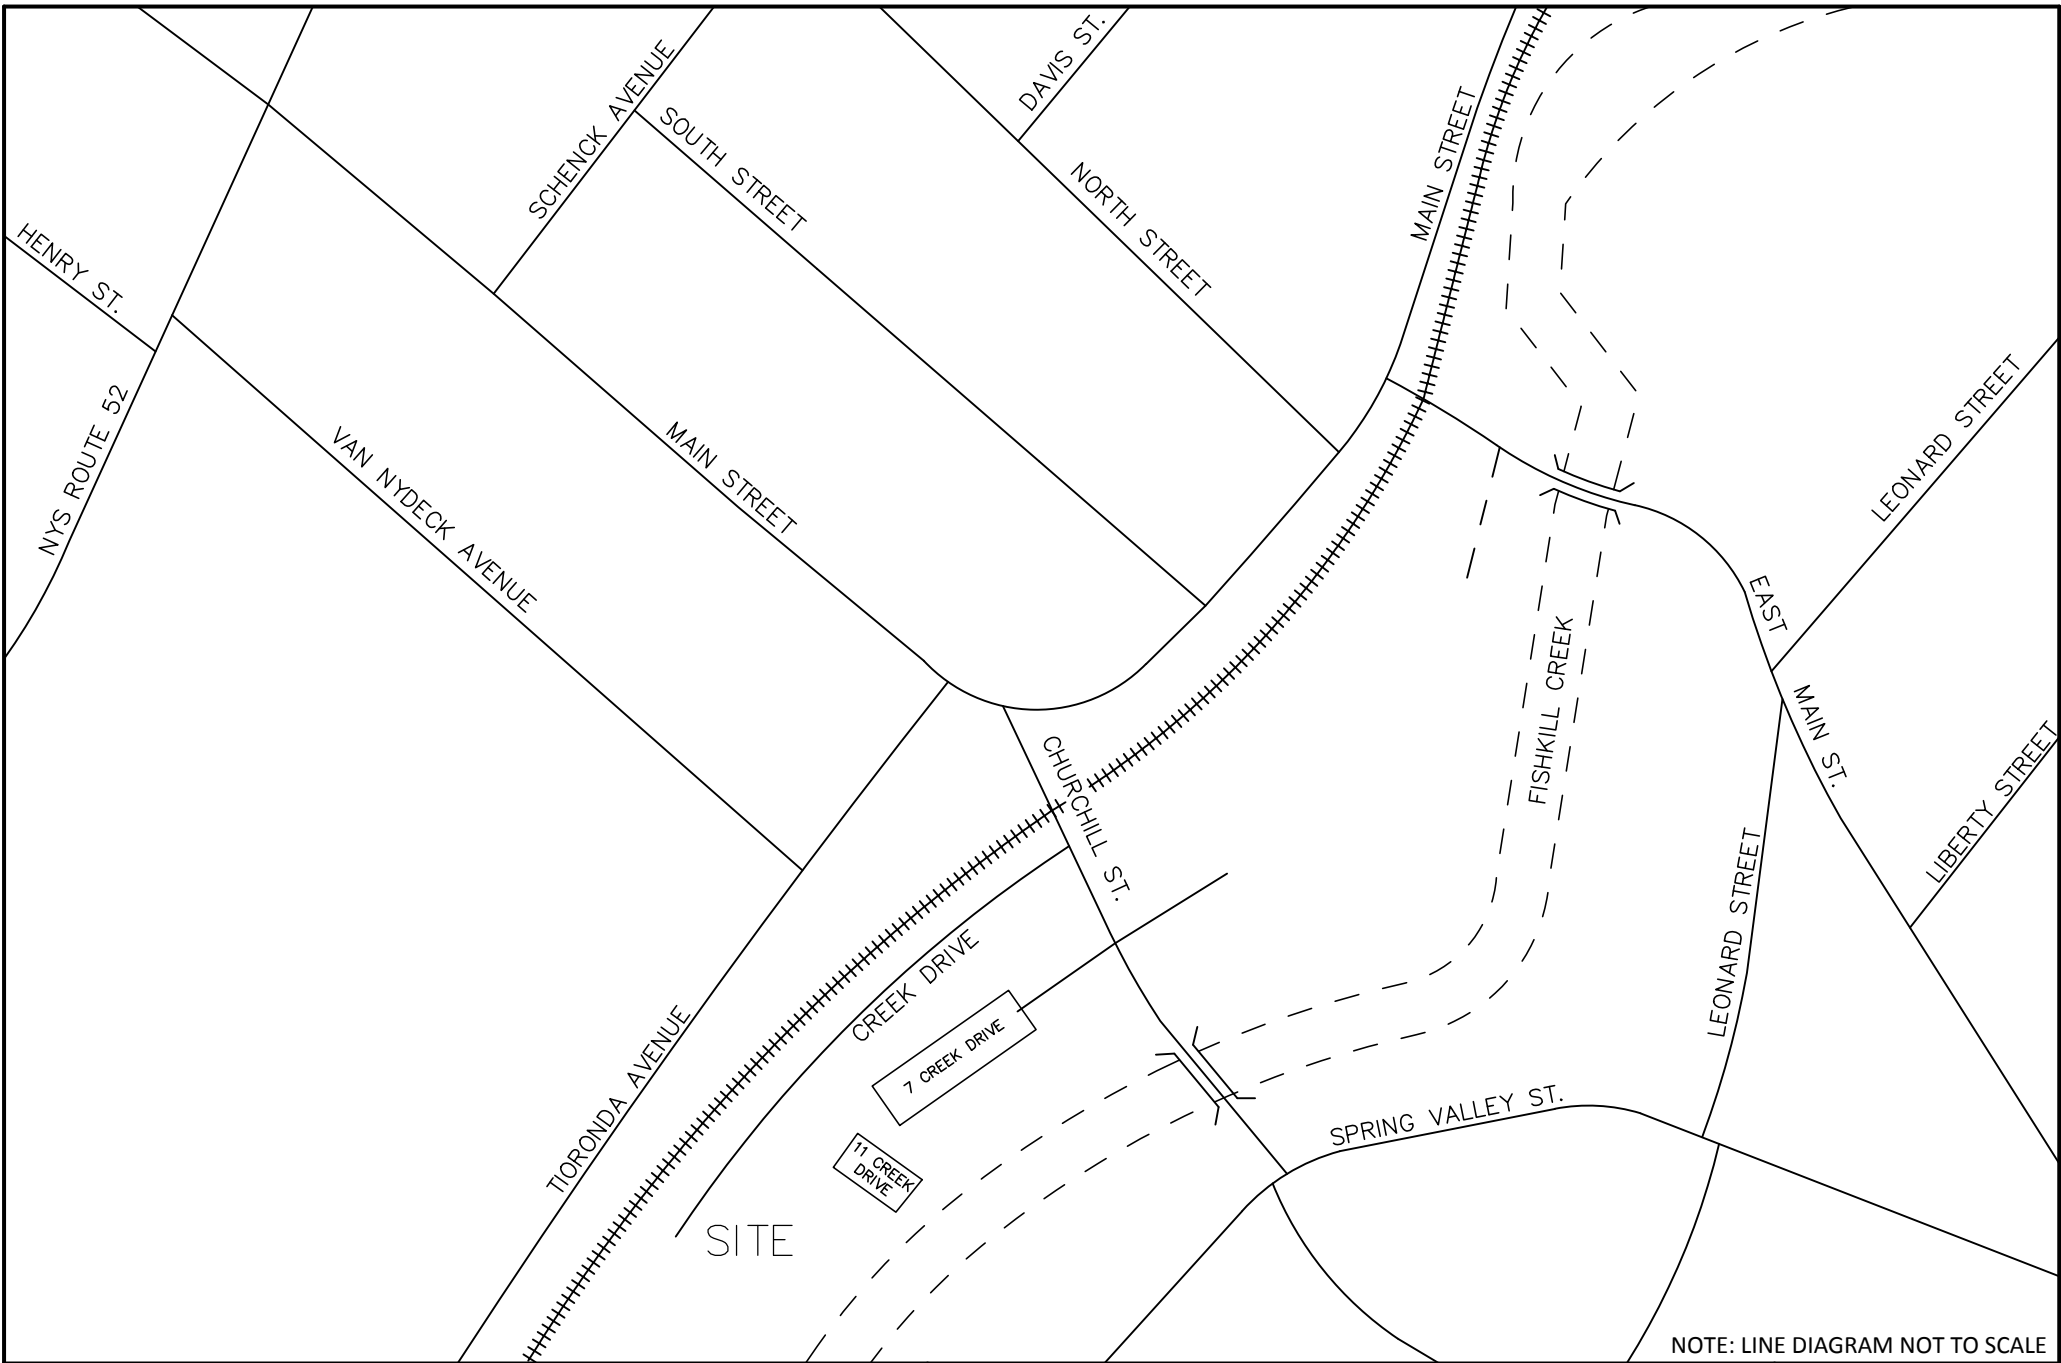 DAVIS ST.
SCHENCK AVENUE
SOUTH STREET
MAIN STREET
NORTH STREET
HENRY ST.
NYS ROUTE 52
VAN NYDECK AVENUE
MAIN STREET
LEONARD STREET
EAST
MAIN ST.
FISHKILL CREEK
CHURCHILL ST.
LIBERTY STREET
LEONARD STREET
CREEK DRIVE
7 CREEK DRIVE
TIORONDA AVENUE
11 CREEK
DRIVE
SPRING VALLEY ST.
SITE
NOTE: LINE DIAGRAM NOT TO SCALE